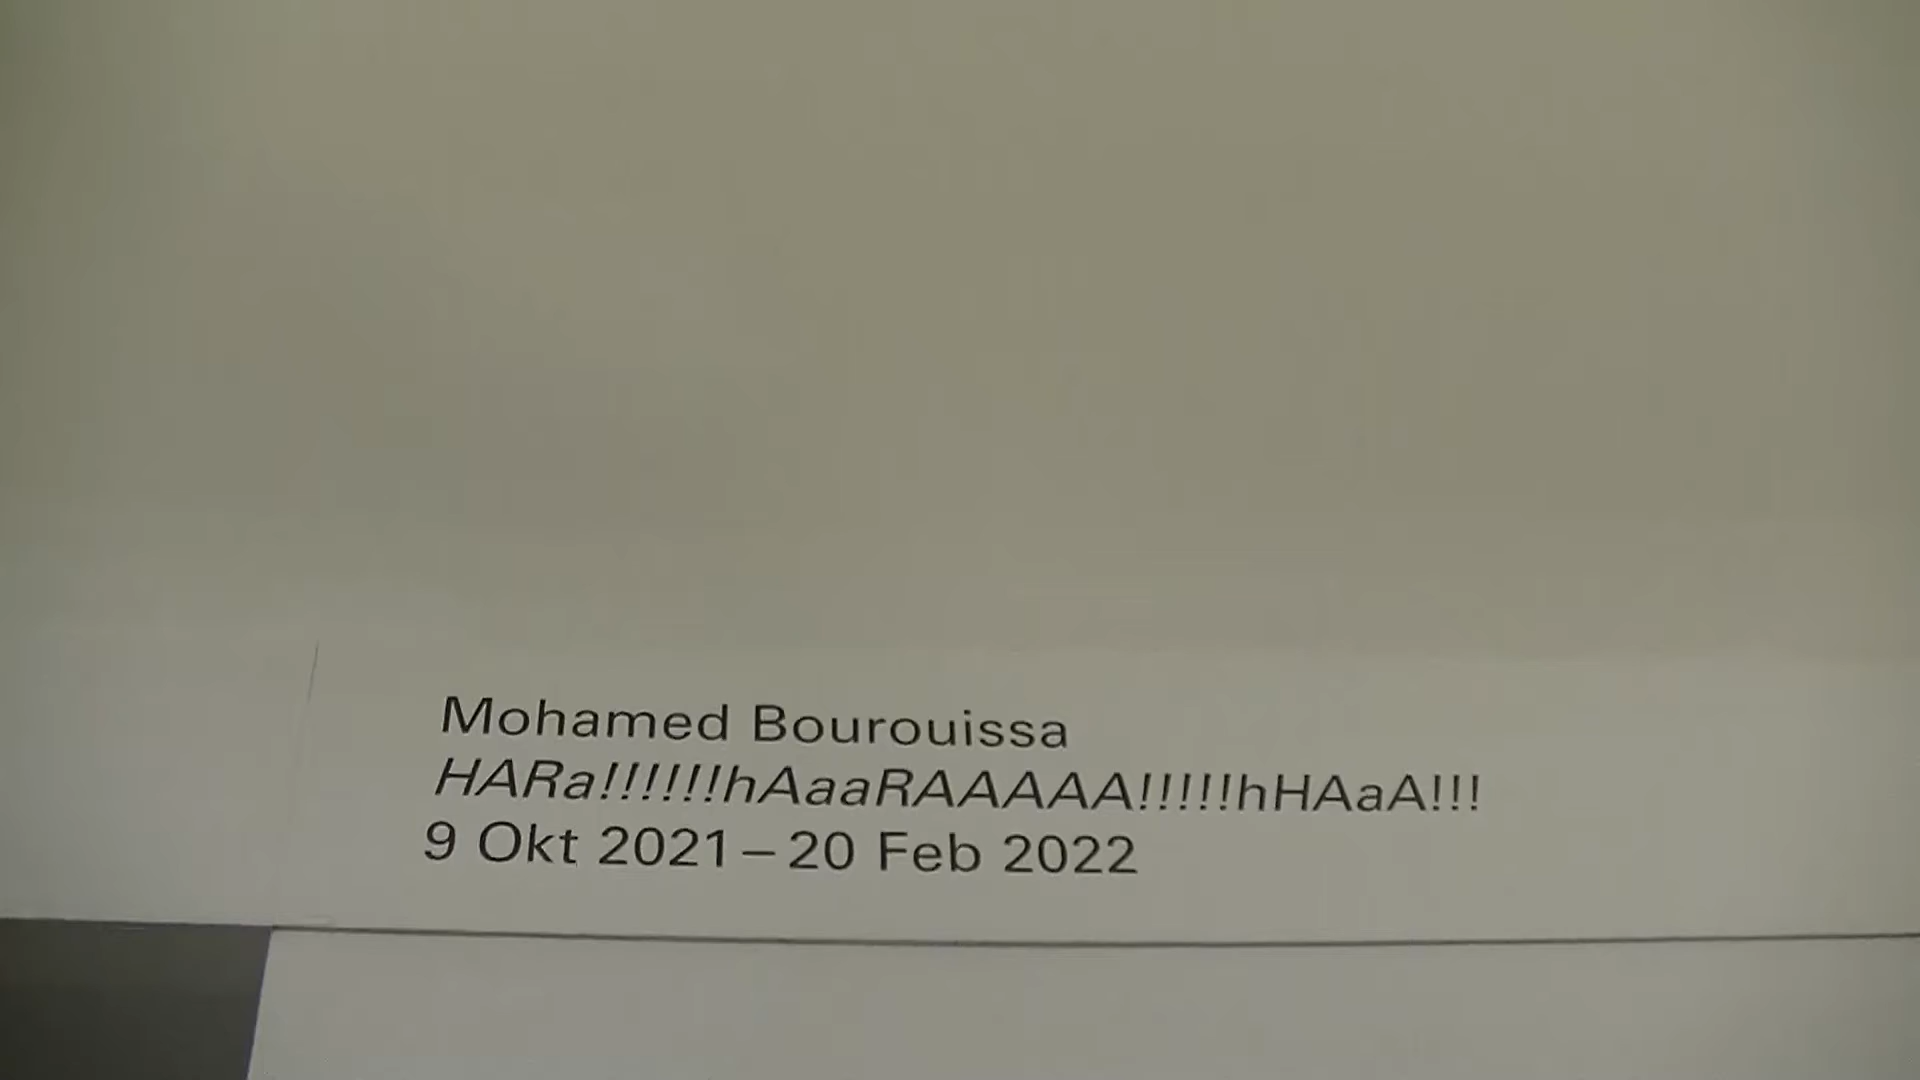 Mohamed Bourouissa
HARa!!!!!!hAaaRAAAAA!!!!!hHAaA!!!
9 Okt 2021 – 20 Feb 2022